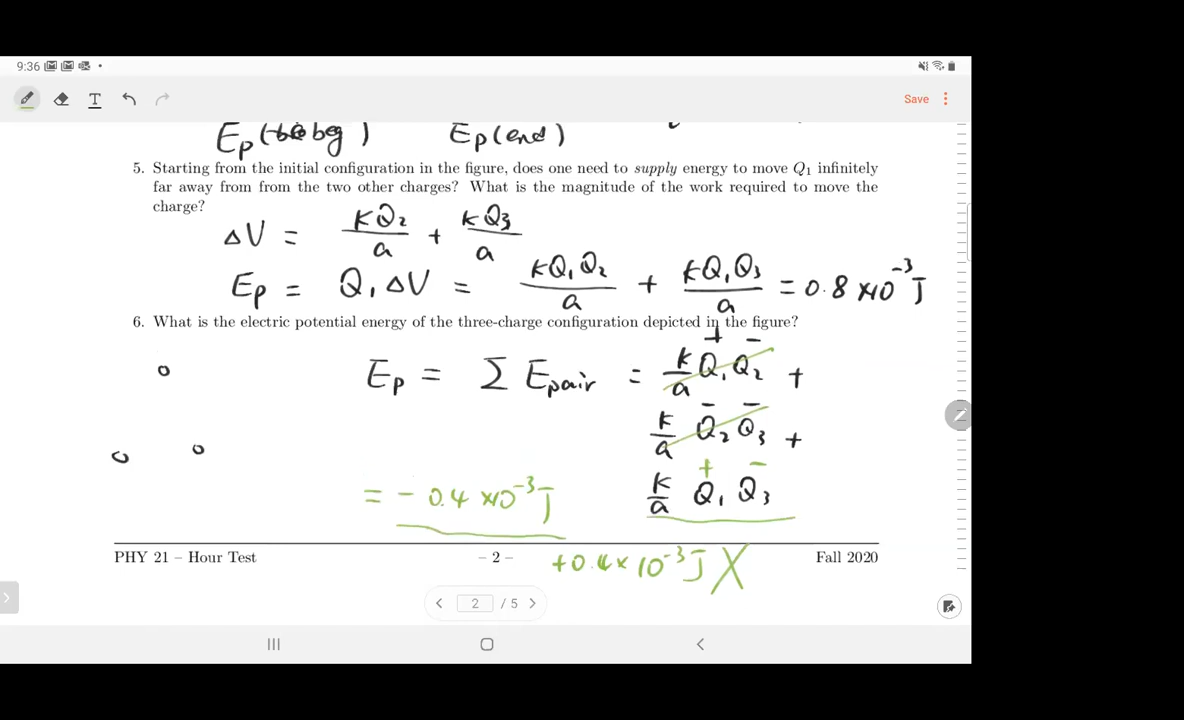 9:36
Save
Ep(beg) Ep(end)
5. Starting from the initial configuration in the figure, does one need to supply energy to move Q₁ infinitely
far away from from the two other charges? What is the magnitude of the work required to move the
charge?
ΔV = kQ₂/a + kQ₃/a
Ep = Q₁ΔV = kQ₁Q₂/a + kQ₁Q₃/a = 0.8 × 10⁻³ J
6. What is the electric potential energy of the three-charge configuration depicted in the figure?
+ −
Ep = Σ Epair = k/a Q₁Q₂ +
− −
k/a Q₂Q₃ +
+ −
k/a Q₁Q₃
= − 0.4 × 10⁻³ J
PHY 21 – Hour Test – 2 – Fall 2020
+0.4 × 10⁻³ J X
2 / 5